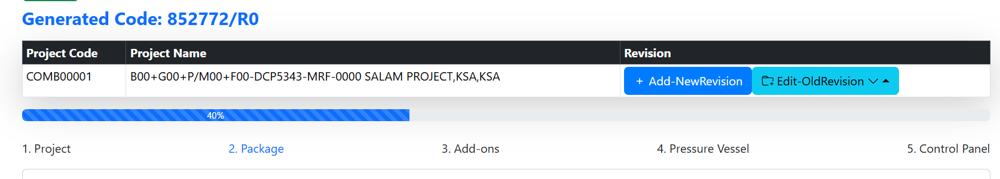 Generated Code: 852772/R0
Project Code Project Name Revision
COMB00001 B00+G00+P/M00+F00-DCP5343-MRF-0000 SALAM PROJECT,KSA,KSA + Add-NewRevision Edit-OldRevision
40%
1. Project 2. Package 3. Add-ons 4. Pressure Vessel 5. Control Panel